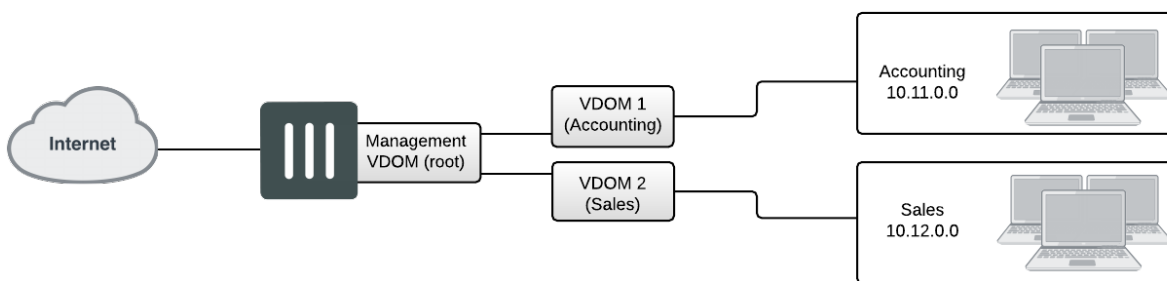 Internet
Management
VDOM (root)
VDOM 1
(Accounting)
VDOM 2
(Sales)
Accounting
10.11.0.0
Sales
10.12.0.0